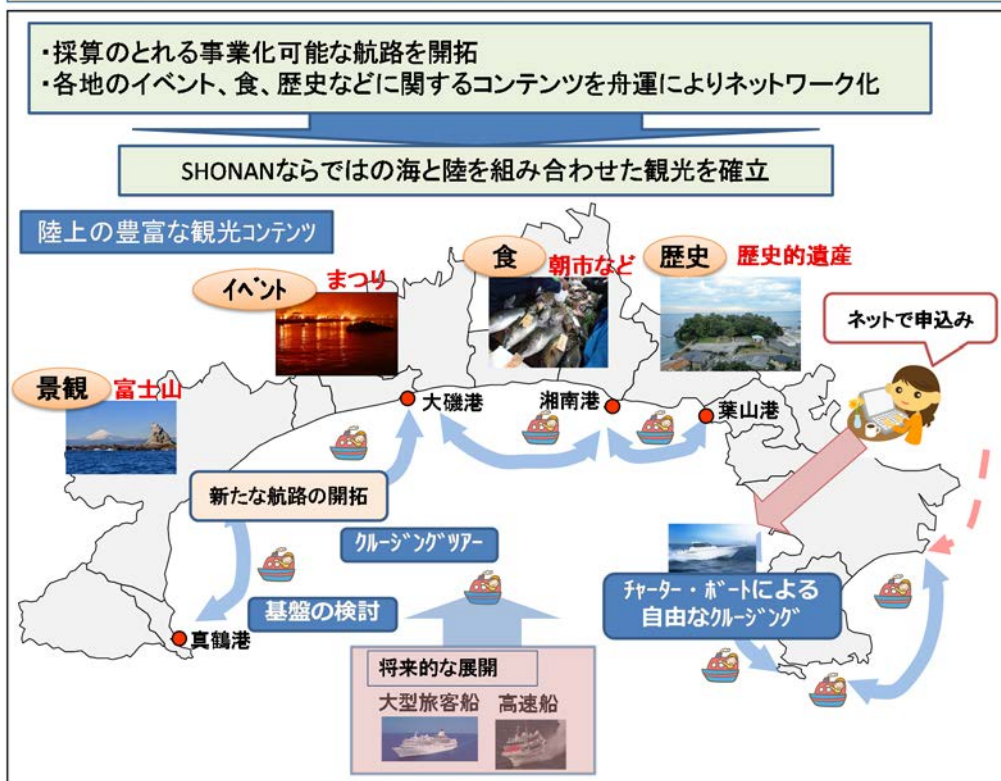 ・採算のとれる事業化可能な航路を開拓
・各地のイベント、食、歴史などに関するコンテンツを舟運によりネットワーク化
SHONANならではの海と陸を組み合わせた観光を確立
陸上の豊富な観光ｺﾝﾃﾝﾂ
食
朝市など
歴史
歴史的遺産
ｲﾍﾞﾝﾄ
まつり
ネットで申込み
景観
富士山
大磯港
湘南港
葉山港
新たな航路の開拓
ｸﾙｰｼﾞﾝｸﾞﾂｱｰ
ﾁｬｰﾀｰ・ﾎﾞｰﾄによる
自由なｸﾙｰｼﾞﾝｸﾞ
基盤の検討
真鶴港
将来的な展開
大型旅客船
高速船